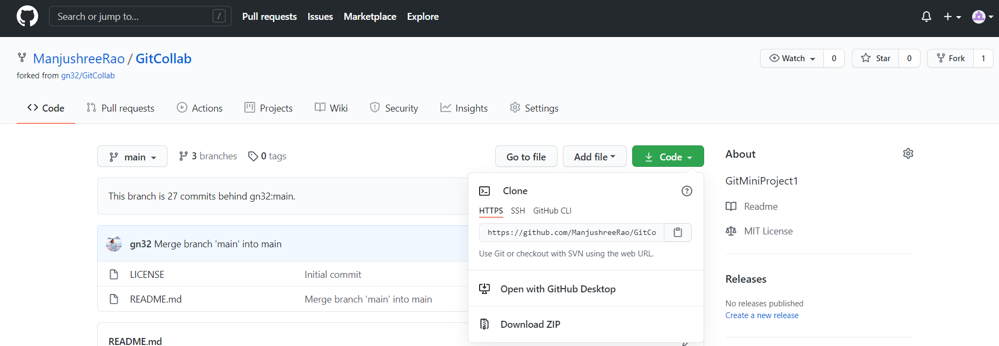 Search or jump to... /
Pull requests Issues Marketplace Explore
ManjushreeRao / GitCollab
forked from gn32/GitCollab
Watch 0 Star 0 Fork 1
Code Pull requests Actions Projects Wiki Security Insights Settings
main 3 branches 0 tags
Go to file Add file Code
This branch is 27 commits behind gn32:main.
gn32 Merge branch 'main' into main
LICENSE Initial commit
README.md Merge branch 'main' into main
README.md
Clone
HTTPS SSH GitHub CLI
https://github.com/ManjushreeRao/GitCo
Use Git or checkout with SVN using the web URL.
Open with GitHub Desktop
Download ZIP
About
GitMiniProject1
Readme
MIT License
Releases
No releases published
Create a new release